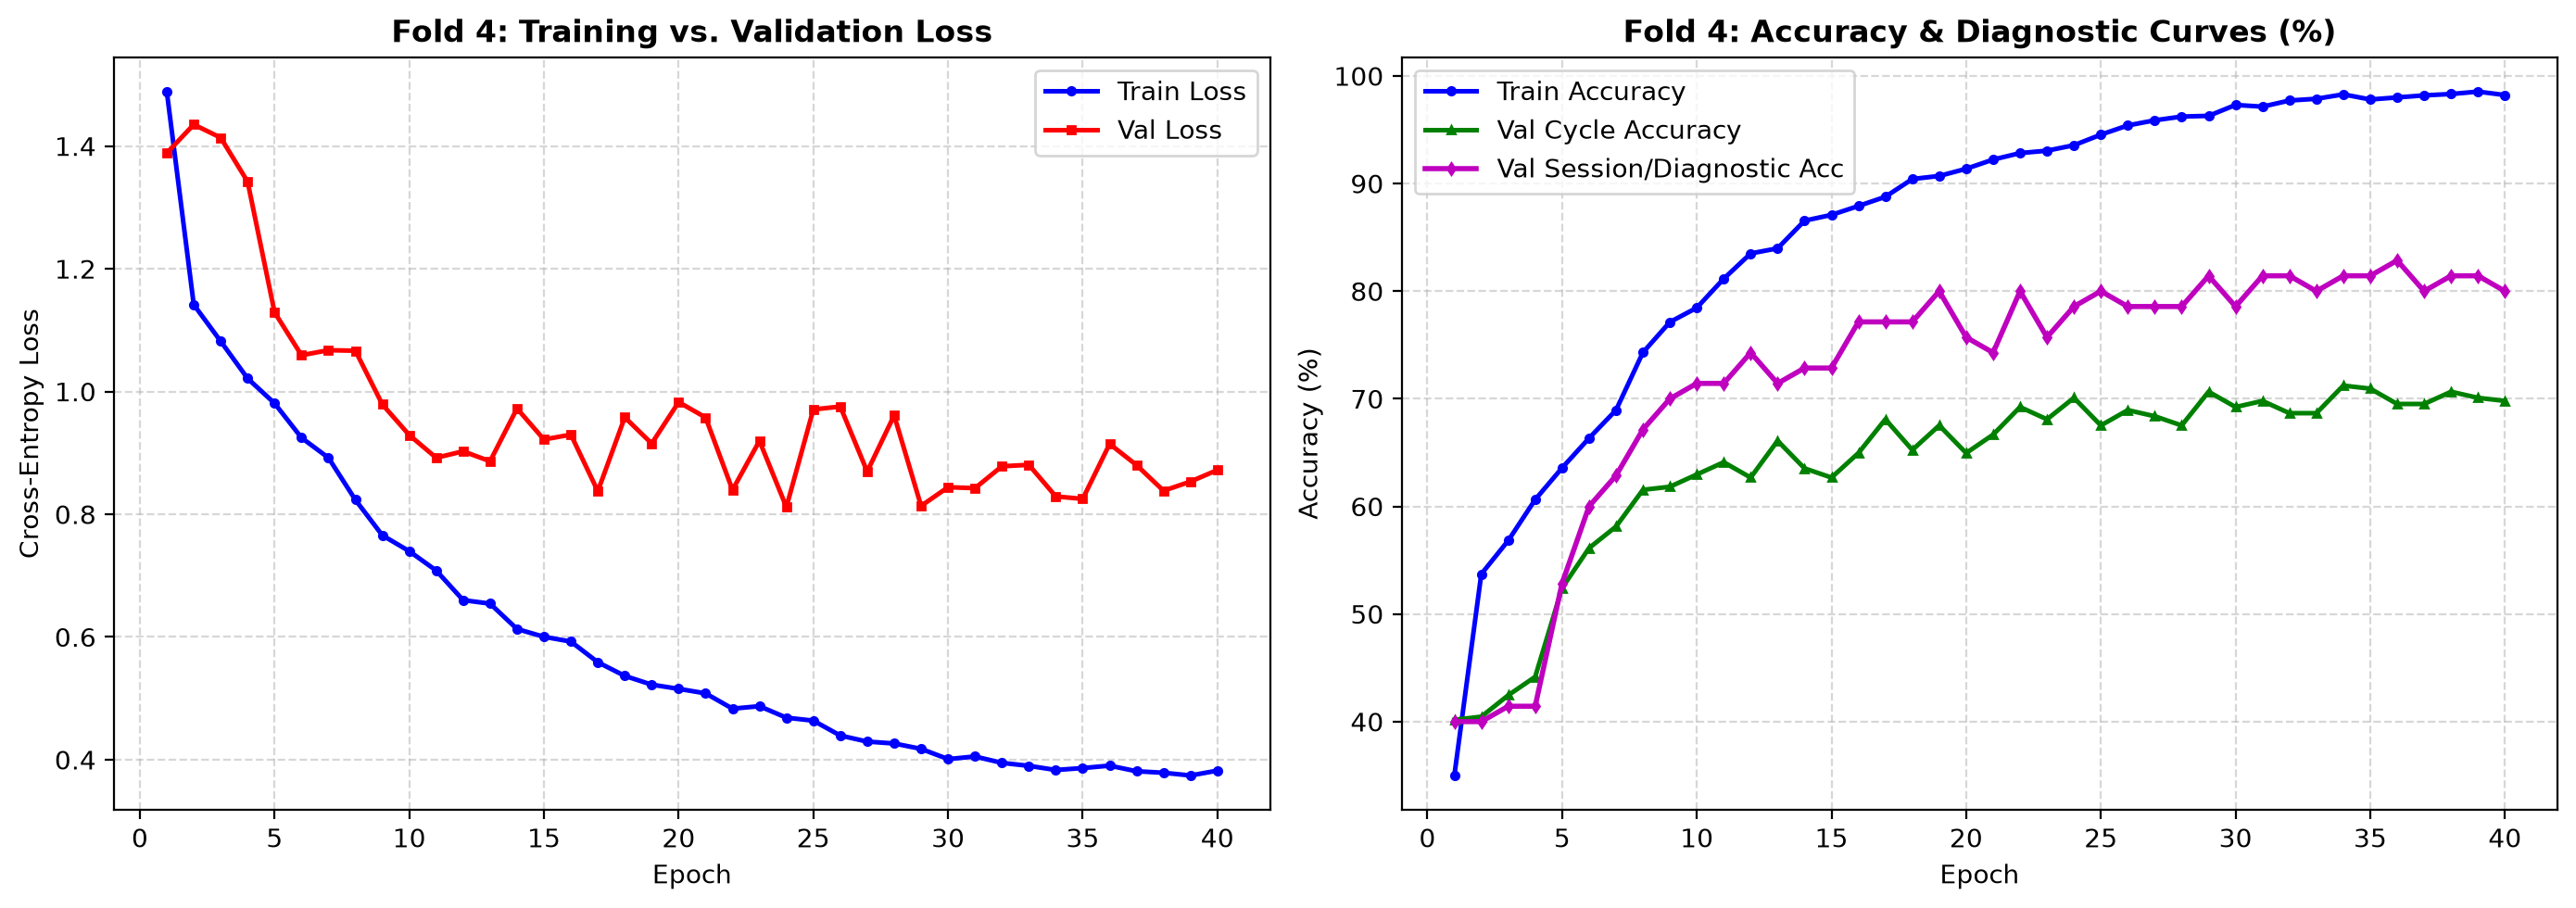 Fold 4: Training vs. Validation Loss
Train Loss
Val Loss
Cross-Entropy Loss
1.4
1.2
1.0
0.8
0.6
0.4
0 5 10 15 20 25 30 35 40
Epoch
Fold 4: Accuracy & Diagnostic Curves (%)
Train Accuracy
Val Cycle Accuracy
Val Session/Diagnostic Acc
Accuracy (%)
100
90
80
70
60
50
40
0 5 10 15 20 25 30 35 40
Epoch